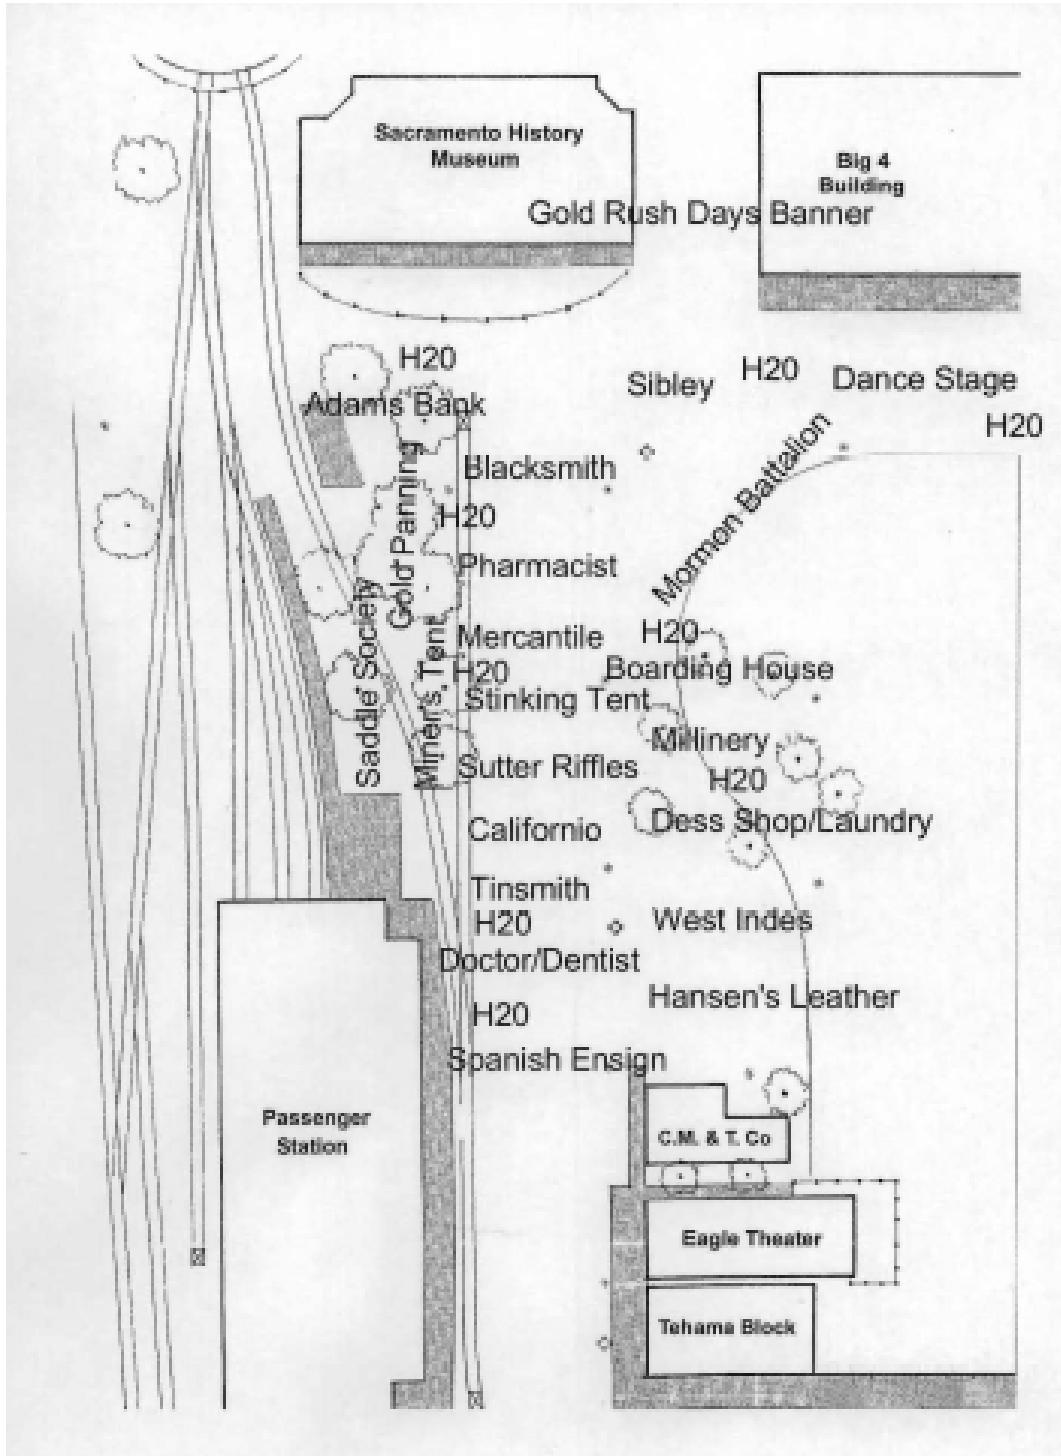 Sacramento History
Museum
Big 4
Building
Gold Rush Days Banner
H20
Sibley
H20
Dance Stage
Adams Bank
H20
Mormon Battalion
Blacksmith
Gold Panning
H20
Pharmacist
Saddle Society
Miner's Tent
Mercantile
H20
H20
Boarding House
Stinking Tent
Millinery
Sutter Riffles
H20
Californio
Dess Shop/Laundry
Tinsmith
H20
West Indes
Doctor/Dentist
Hansen's Leather
H20
Spanish Ensign
Passenger
Station
C.M. & T. Co
Eagle Theater
Tehama Block